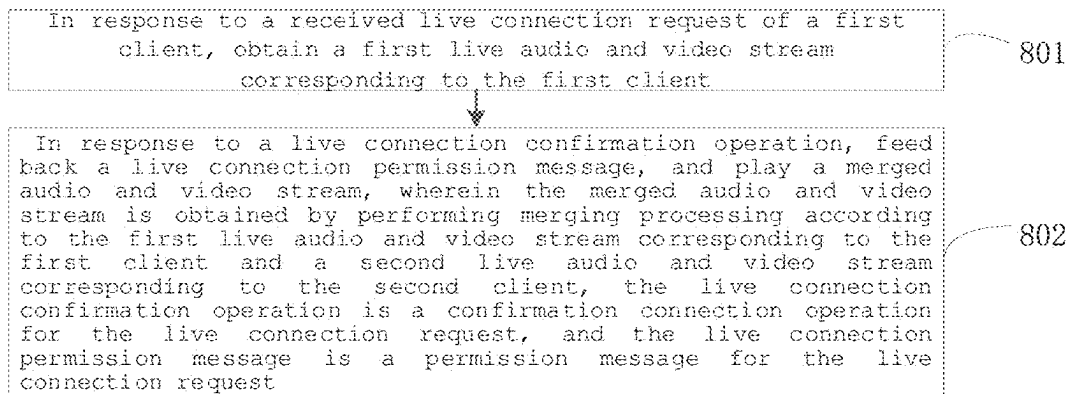 In response to a received live connection request of a first
client, obtain a first live audio and video stream
corresponding to the first client
801
In response to a live connection confirmation operation, feed
back a live connection permission message, and play a merged
audio and video stream, wherein the merged audio and video
stream is obtained by performing merging processing according
to the first live audio and video stream corresponding to the
first client and a second live audio and video stream
corresponding to the second client, the live connection
confirmation operation is a confirmation connection operation
for the live connection request, and the live connection
permission message is a permission message for the live
connection request
802